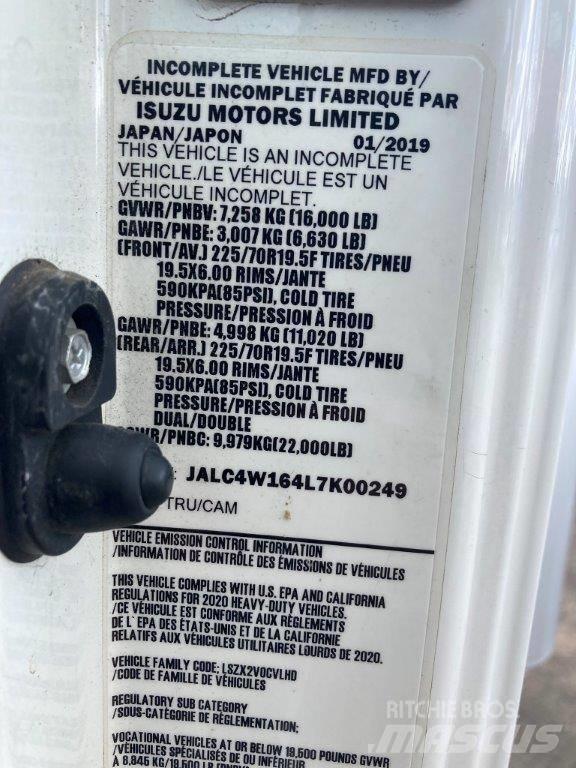 INCOMPLETE VEHICLE MFD BY/
VÉHICULE INCOMPLET FABRIQUÉ PAR
ISUZU MOTORS LIMITED
JAPAN/JAPON 01/2019
THIS VEHICLE IS AN INCOMPLETE
VEHICLE./LE VÉHICULE EST UN
VÉHICULE INCOMPLET.
GVWR/PNBV: 7,258 KG (16,000 LB)
GAWR/PNBE: 3,007 KG (6,630 LB)
(FRONT/AV.) 225/70R19.5F TIRES/PNEU
19.5X6.00 RIMS/JANTE
590KPA(85PSI), COLD TIRE
PRESSURE/PRESSION À FROID
GAWR/PNBE: 4,998 KG (11,020 LB)
(REAR/ARR.) 225/70R19.5F TIRES/PNEU
19.5X6.00 RIMS/JANTE
590KPA(85PSI), COLD TIRE
PRESSURE/PRESSION À FROID
DUAL/DOUBLE
/PNBC: 9,979KG(22,000LB)
: JALC4W164L7K00249
TRU/CAM
VEHICLE EMISSION CONTROL INFORMATION
/INFORMATION DE CONTRÔLE DES ÉMISSIONS DE VÉHICULES
THIS VEHICLE COMPLIES WITH U.S. EPA AND CALIFORNIA
REGULATIONS FOR 2020 HEAVY-DUTY VEHICLES.
/CE VÉHICULE EST CONFORME AUX RÈGLEMENTS
DE L'EPA DES ÉTATS-UNIS ET DE LA CALIFORNIE
RELATIFS AUX VÉHICULES UTILITAIRES LOURDS DE 2020.
VEHICLE FAMILY CODE: LSZX2VOCVLHD
/CODE DE FAMILLE DE VÉHICULES
REGULATORY SUB CATEGORY
/SOUS-CATÉGORIE DE RÉGLEMENTATION;
VOCATIONAL VEHICLES AT OR BELOW 19,500 POUNDS GVWR
/VÉHICULES SPÉCIALISÉS DE OU INFÉRIEUR
À 8,845 KG/19,500 LB
RITCHIE BROS.
MASCUS